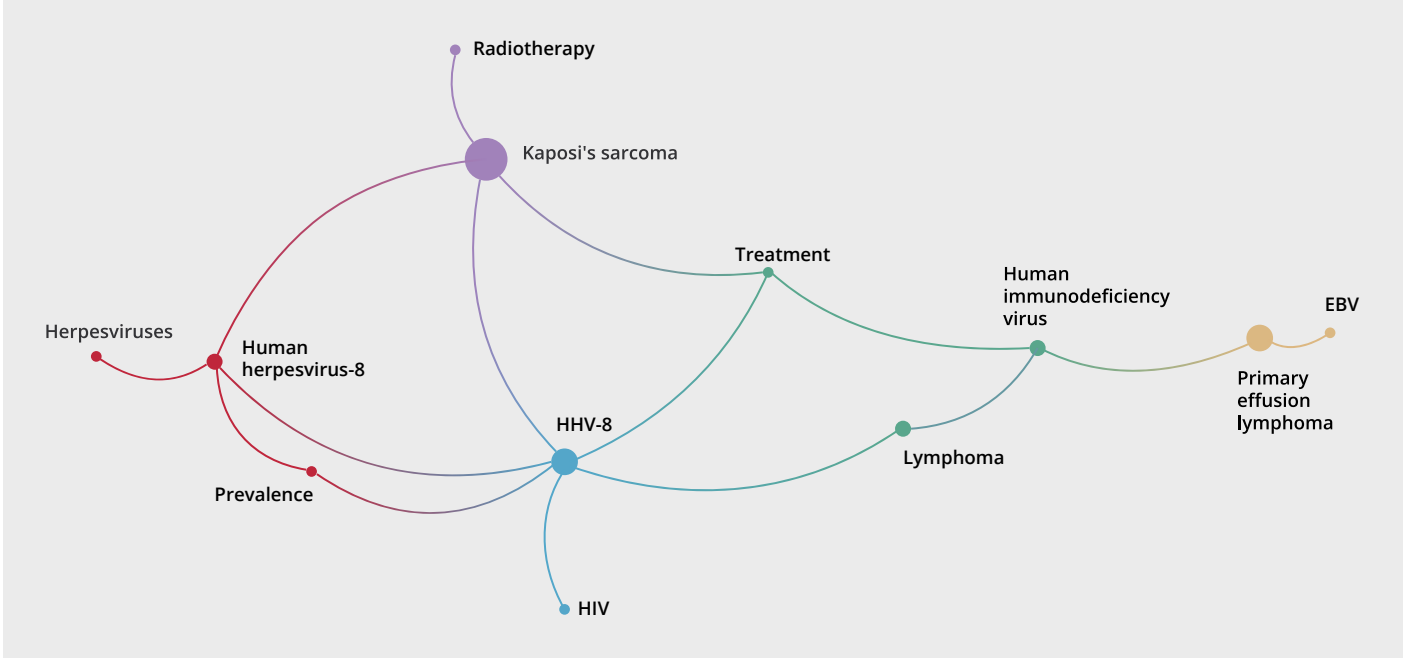 Radiotherapy
Kaposi's sarcoma
Treatment
Human
immunodeficiency
virus
EBV
Herpesviruses
Human
herpesvirus-8
Primary
effusion
lymphoma
HHV-8
Lymphoma
Prevalence
HIV